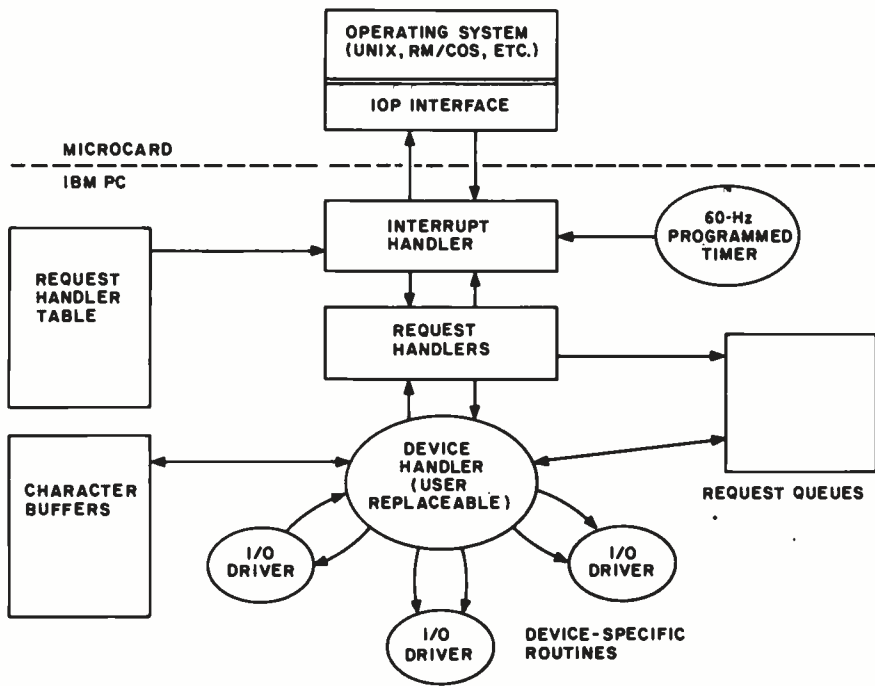 OPERATING SYSTEM
(UNIX, RM/COS, ETC.)
IOP INTERFACE
MICROCARD
IBM PC
INTERRUPT
HANDLER
60-Hz
PROGRAMMED
TIMER
REQUEST
HANDLER
TABLE
REQUEST
HANDLERS
DEVICE
HANDLER
(USER
REPLACEABLE)
CHARACTER
BUFFERS
REQUEST QUEUES
I/O
DRIVER
I/O
DRIVER
I/O
DRIVER
DEVICE-SPECIFIC
ROUTINES